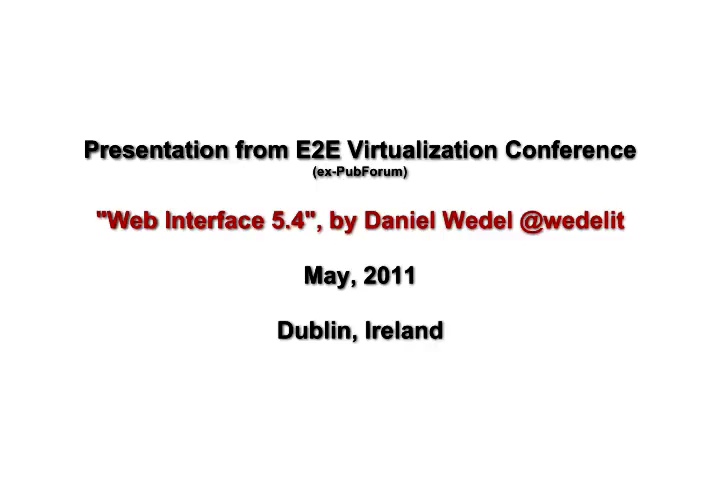 Presentation from E2E Virtualization Conference
(ex-PubForum)
"Web Interface 5.4", by Daniel Wedel @wedelit
May, 2011
Dublin, Ireland